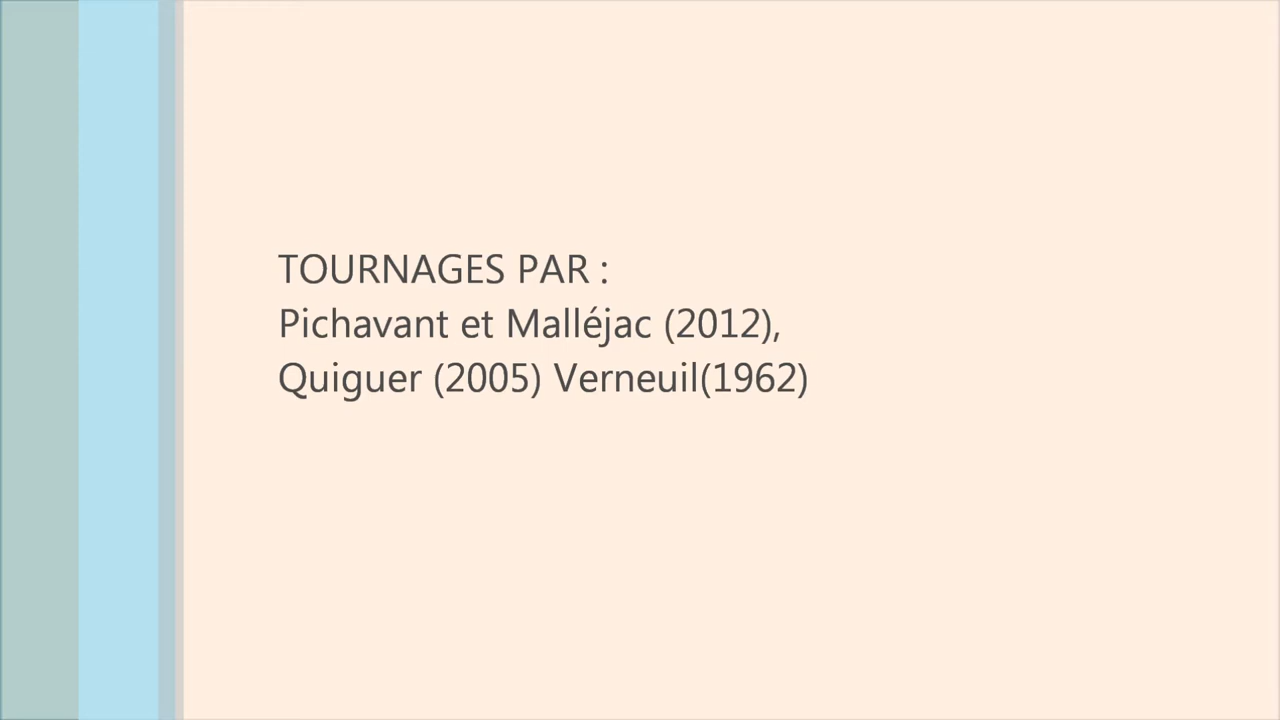 TOURNAGES PAR :
Pichavant et Malléjac (2012),
Quiguer (2005) Verneuil(1962)